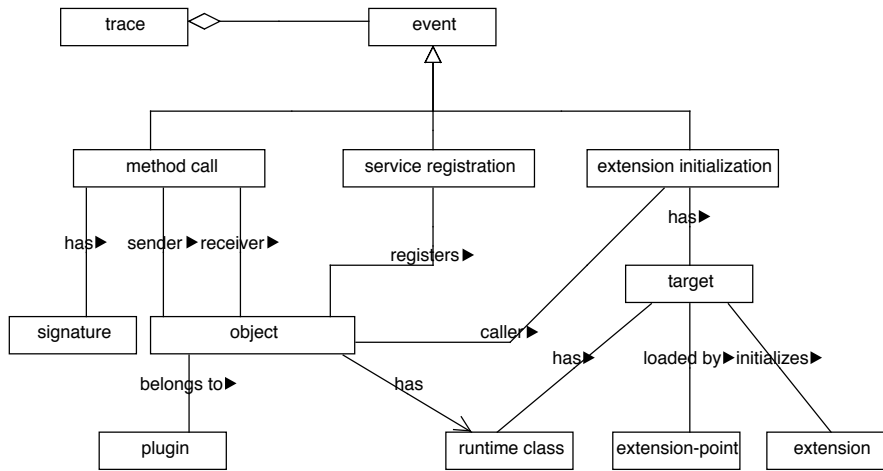 trace
event
method call
service registration
extension initialization
has
has
sender
receiver
registers
target
signature
object
caller
has
loaded by
initializes
belongs to
has
plugin
runtime class
extension-point
extension